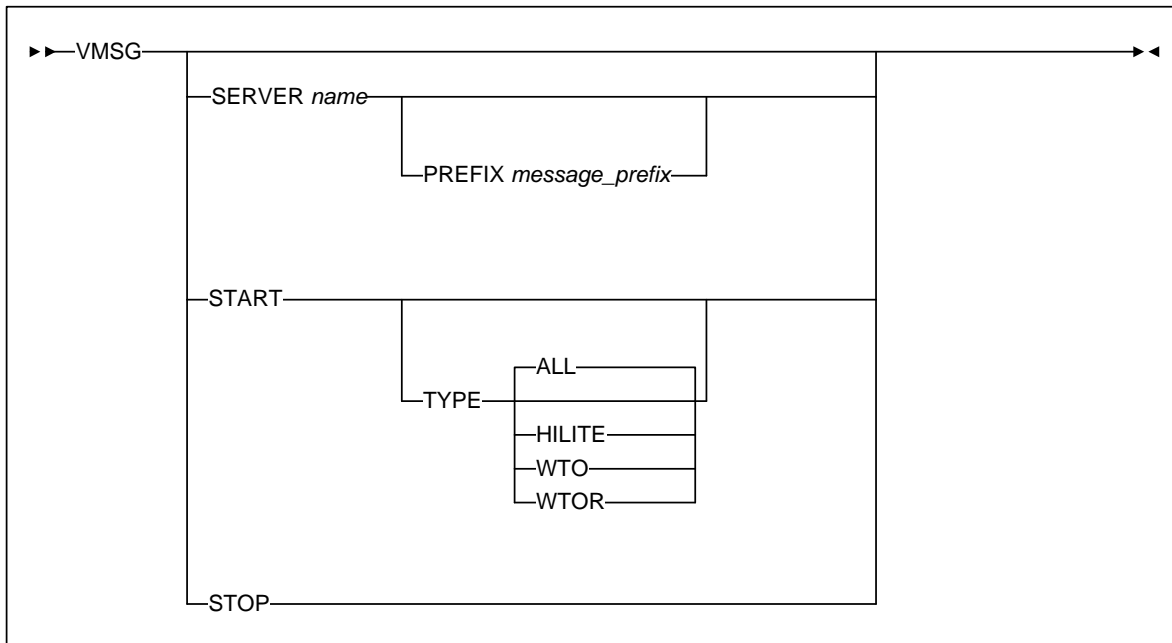 VMSG
SERVER name
PREFIX message_prefix
START
ALL
TYPE
HILITE
WTO
WTOR
STOP